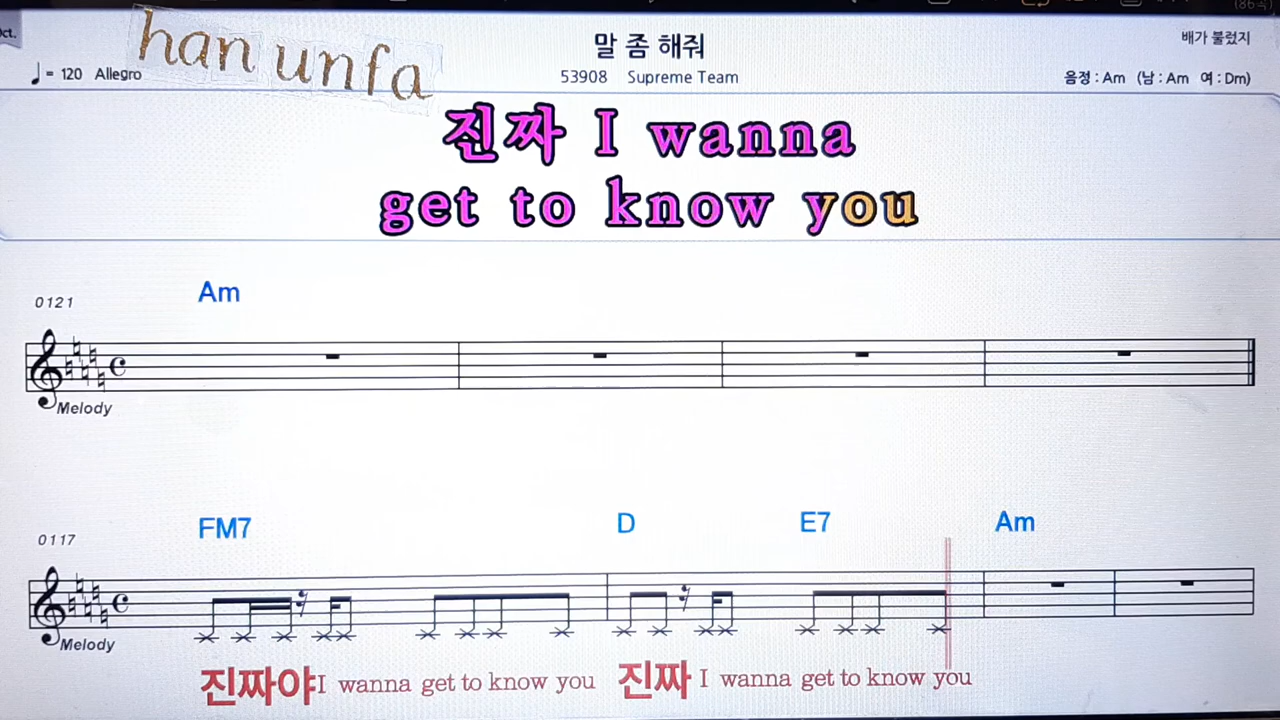 ct.
han unfa
말 좀 해줘
배가 불렀지
♩= 120 Allegro
53908 Supreme Team
음정 : Am (남 : Am 여 : Dm)
진짜 I wanna
get to know you
Am
0121
Melody
FM7 D E7 Am
0117
Melody
진짜야 I wanna get to know you 진짜 I wanna get to know you